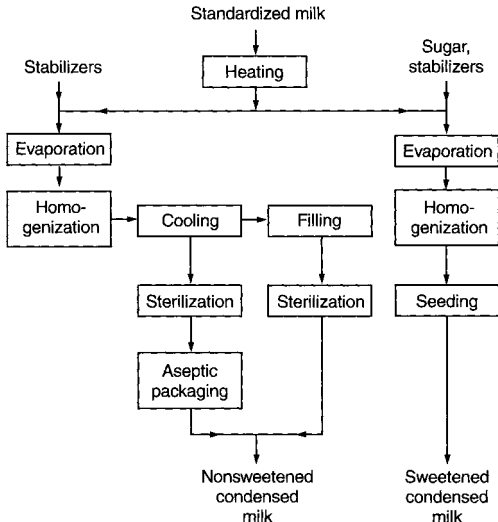 Standardized milk
Heating
Stabilizers
Sugar,
stabilizers
Evaporation
Evaporation
Homo-
genization
Cooling
Filling
Homo-
genization
Sterilization
Sterilization
Seeding
Aseptic
packaging
Nonsweetened
condensed
milk
Sweetened
condensed
milk